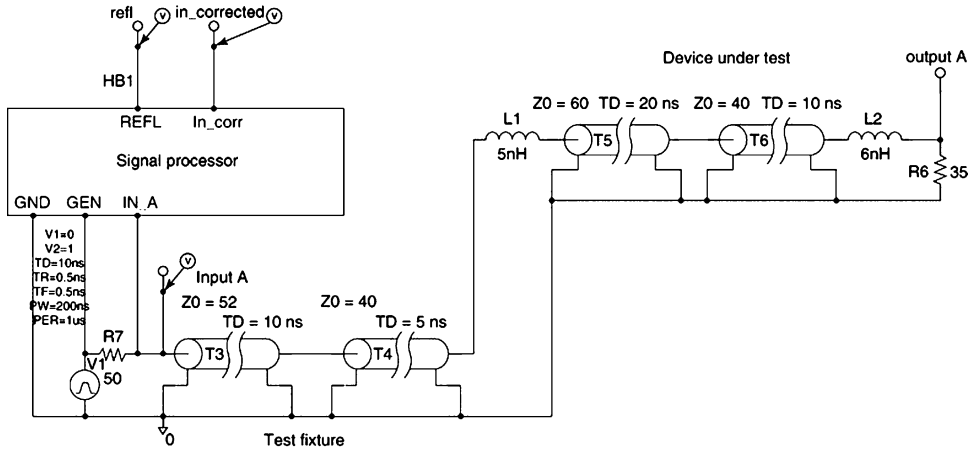 refl
in_corrected
V
V
HB1
REFL
In_corr
Signal processor
GND
GEN
IN_A
V1=0
V2=1
TD=10ns
TR=0.5ns
TF=0.5ns
PW=200ns
PER=1us
R7
V1
50
V
Input A
Z0 = 52
TD = 10 ns
T3
Z0 = 40
TD = 5 ns
T4
0
Test fixture
Device under test
output A
L1
5nH
Z0 = 60
TD = 20 ns
T5
Z0 = 40
TD = 10 ns
T6
L2
6nH
R6
35